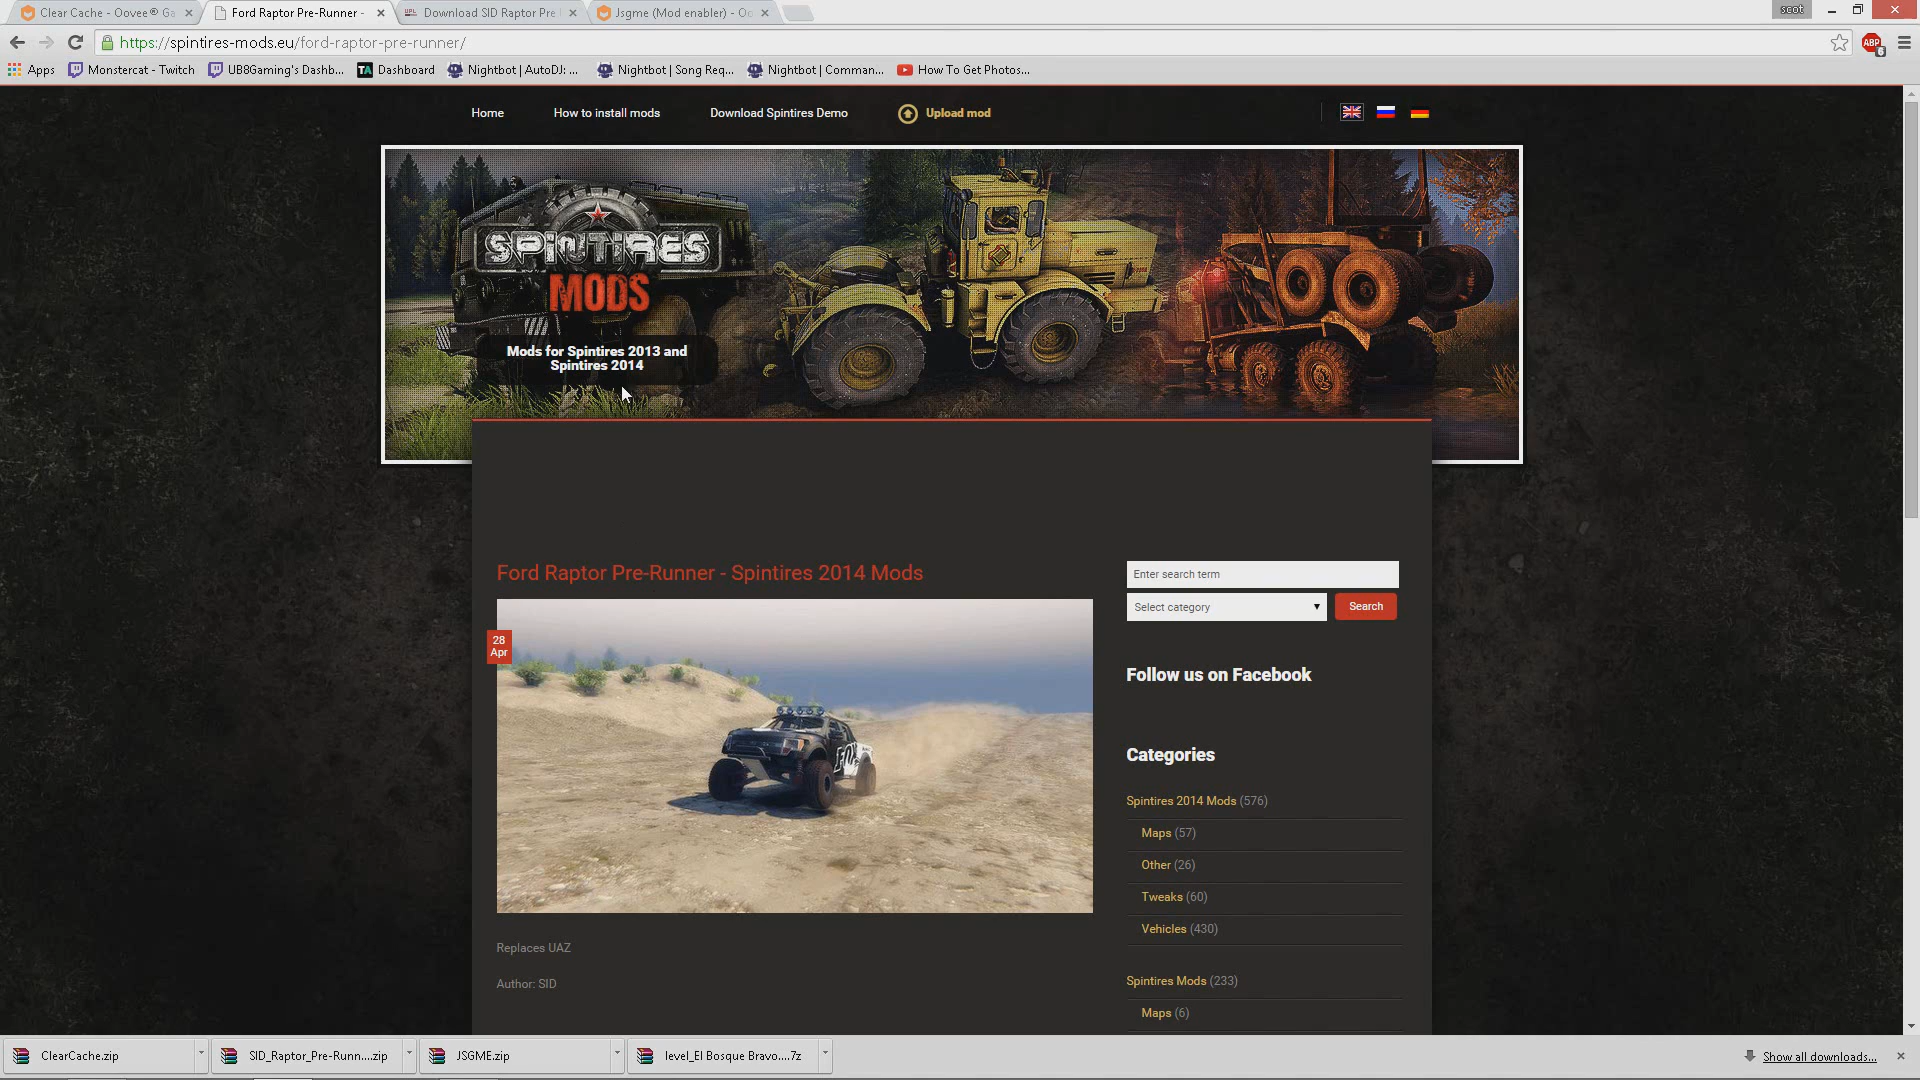 Clear Cache - Oovee® Ga
Ford Raptor Pre-Runner -
Download SID Raptor Pre
Jsgme (Mod enabler) - Oo
scot
https://spintires-mods.eu/ford-raptor-pre-runner/
ABP
6
Apps
Monstercat - Twitch
UB8Gaming's Dashb...
TA
Dashboard
Nightbot | AutoDJ: ...
Nightbot | Song Req...
Nightbot | Comman...
How To Get Photos...
Home
How to install mods
Download Spintires Demo
Upload mod
SPINTIRES
MODS
Mods for Spintires 2013 and
Spintires 2014
Ford Raptor Pre-Runner - Spintires 2014 Mods
28
Apr
FOX
Replaces UAZ
Author: SID
Enter search term
Select category
Search
Follow us on Facebook
Categories
Spintires 2014 Mods (576)
Maps (57)
Other (26)
Tweaks (60)
Vehicles (430)
Spintires Mods (233)
Maps (6)
ClearCache.zip
SID_Raptor_Pre-Runn....zip
JSGME.zip
level_El Bosque Bravo....7z
Show all downloads...